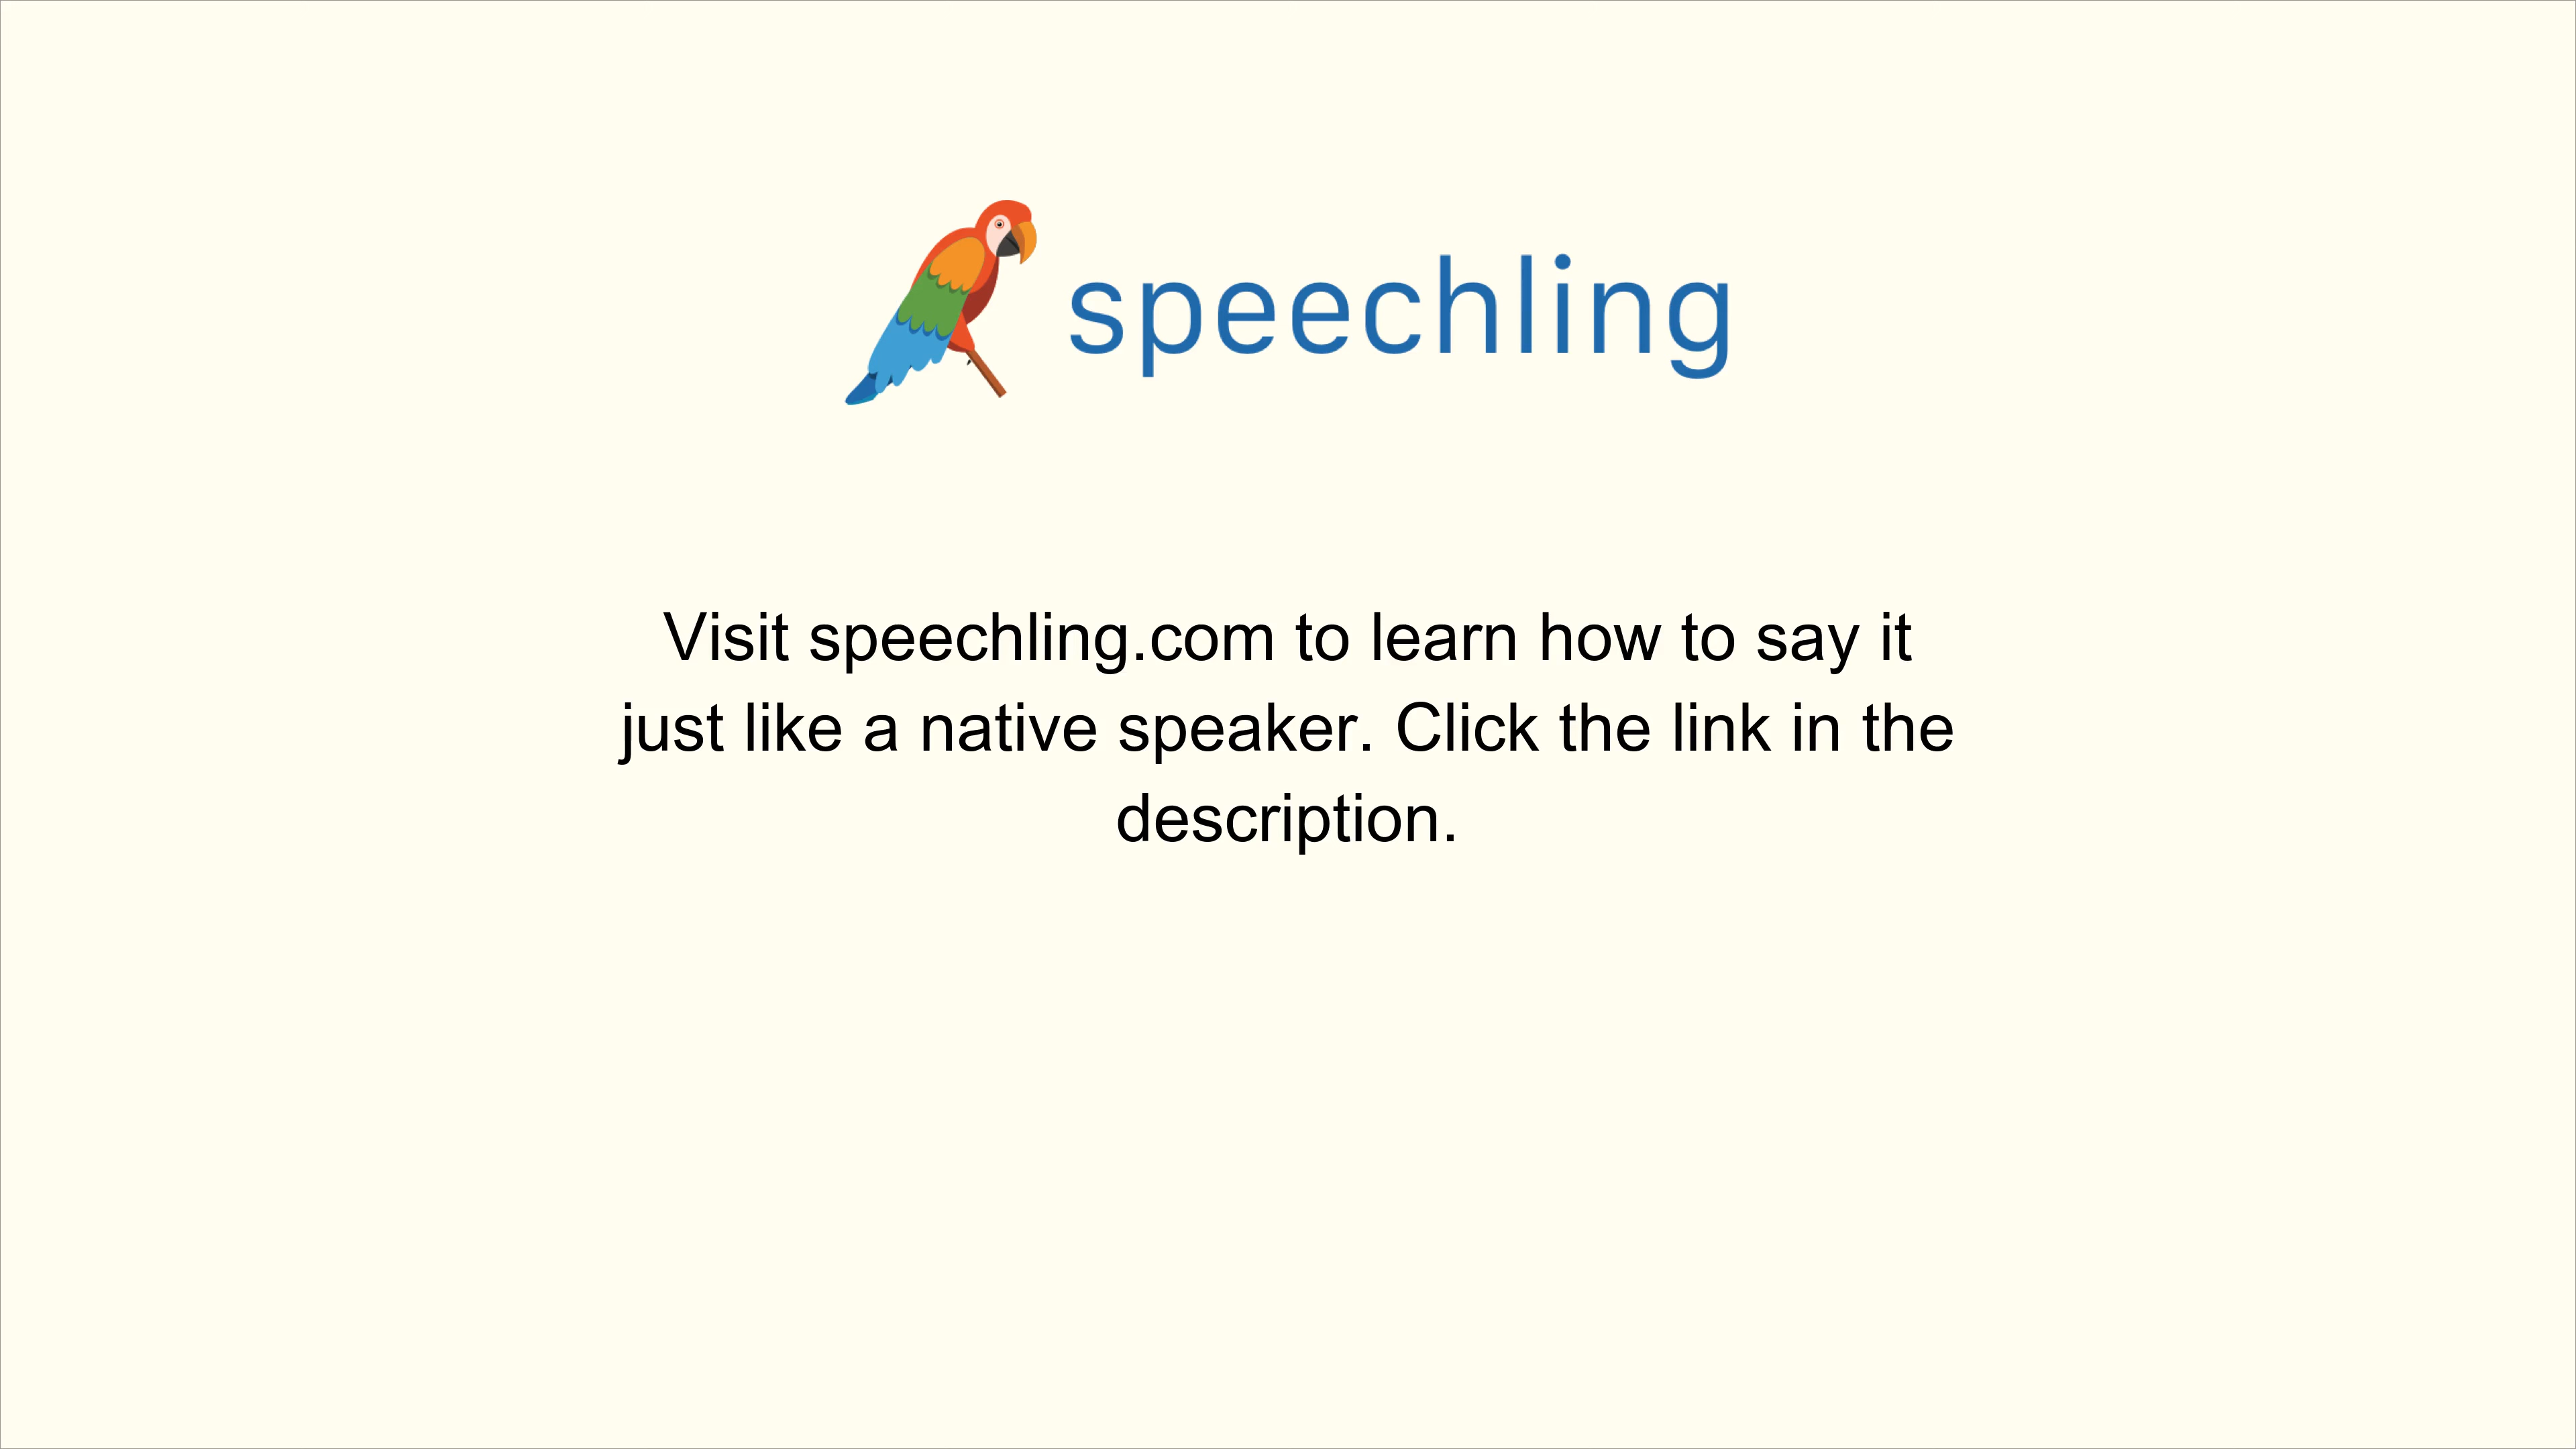 speechling
Visit speechling.com to learn how to say it
just like a native speaker. Click the link in the
description.